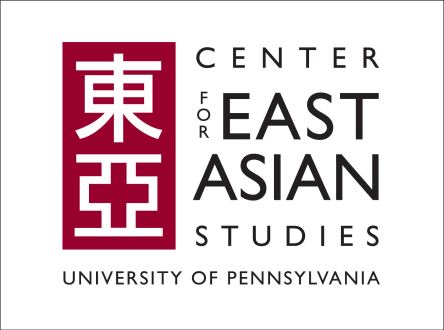 東亞
CENTER
FOR
EAST
ASIAN
STUDIES
UNIVERSITY OF PENNSYLVANIA